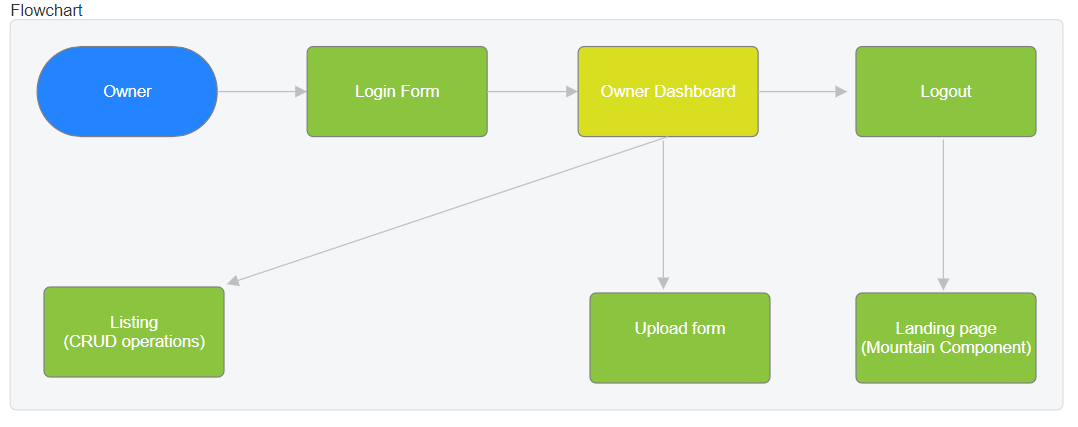 Flowchart
Owner
Login Form
Owner Dashboard
Logout
Listing
(CRUD operations)
Upload form
Landing page
(Mountain Component)